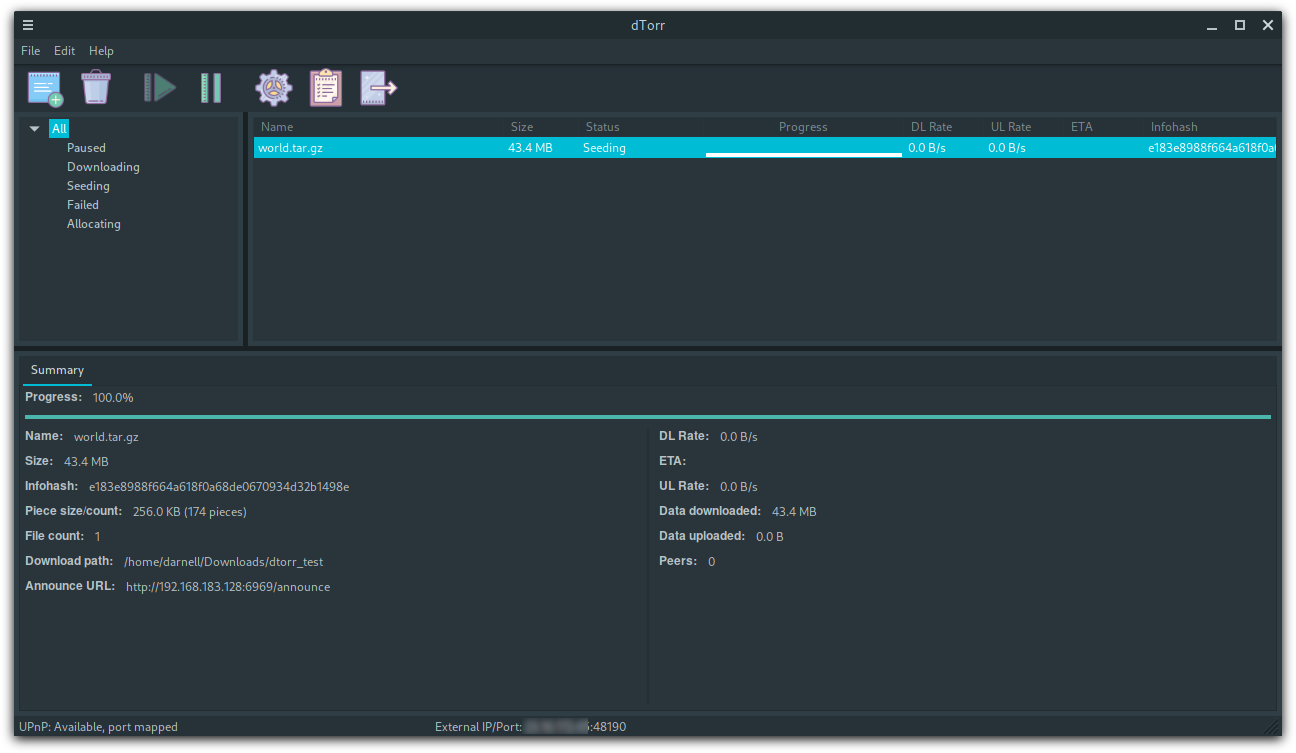 dTorr
File Edit Help
All
Paused
Downloading
Seeding
Failed
Allocating
Name Size Status Progress DL Rate UL Rate ETA Infohash
world.tar.gz 43.4 MB Seeding 0.0 B/s 0.0 B/s e183e8988f664a618f0a6
Summary
Progress: 100.0%
Name: world.tar.gz
Size: 43.4 MB
Infohash: e183e8988f664a618f0a68de0670934d32b1498e
Piece size/count: 256.0 KB (174 pieces)
File count: 1
Download path: /home/darnell/Downloads/dtorr_test
Announce URL: http://192.168.183.128:6969/announce
DL Rate: 0.0 B/s
ETA:
UL Rate: 0.0 B/s
Data downloaded: 43.4 MB
Data uploaded: 0.0 B
Peers: 0
UPnP: Available, port mapped
External IP/Port: :48190